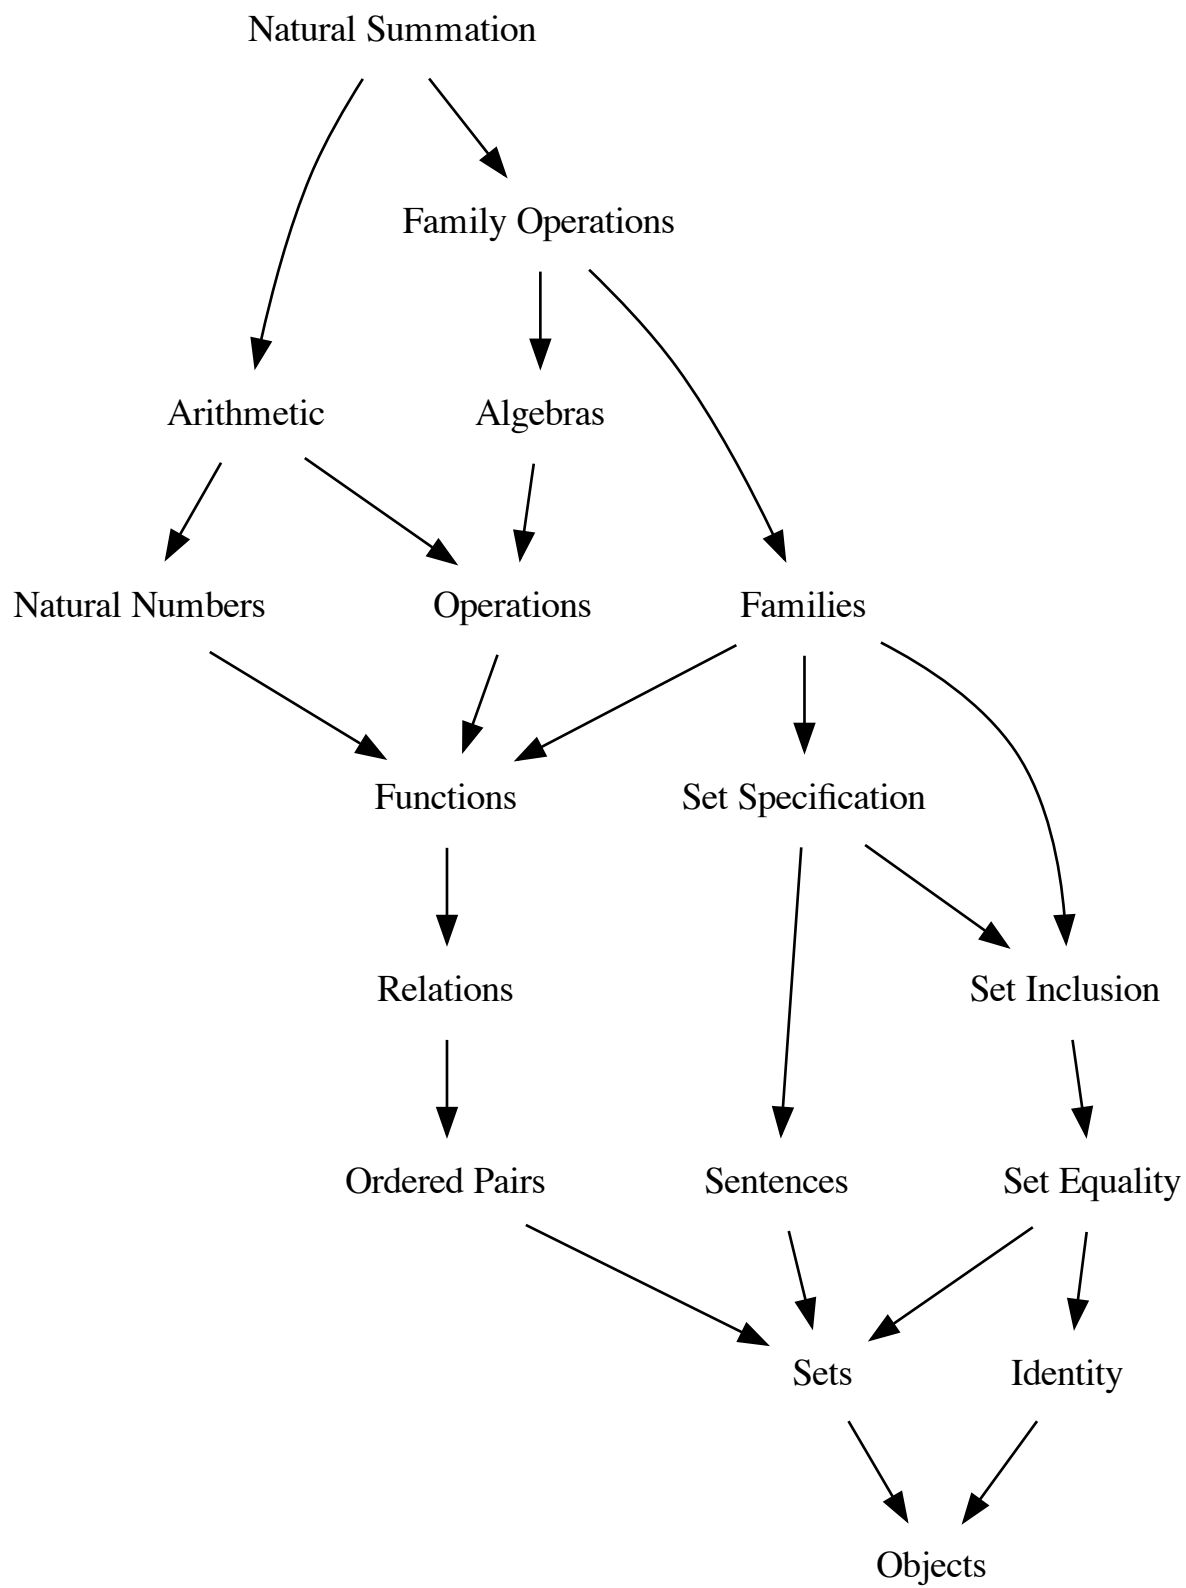 Natural Summation
Family Operations
Arithmetic
Algebras
Natural Numbers
Operations
Families
Functions
Set Specification
Relations
Set Inclusion
Ordered Pairs
Sentences
Set Equality
Sets
Identity
Objects